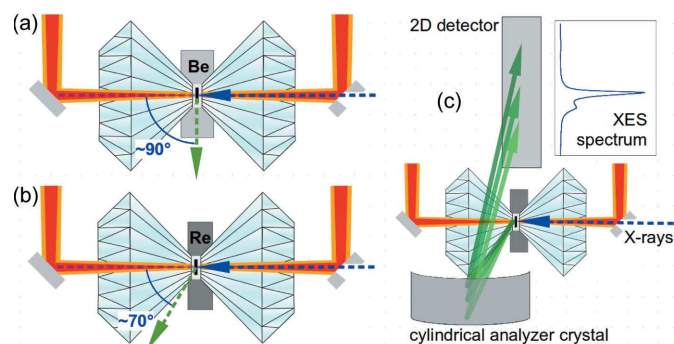 (a)
Be
~90°
(b)
Re
~70°
2D detector
(c)
XES
spectrum
X-rays
cylindrical analyzer crystal